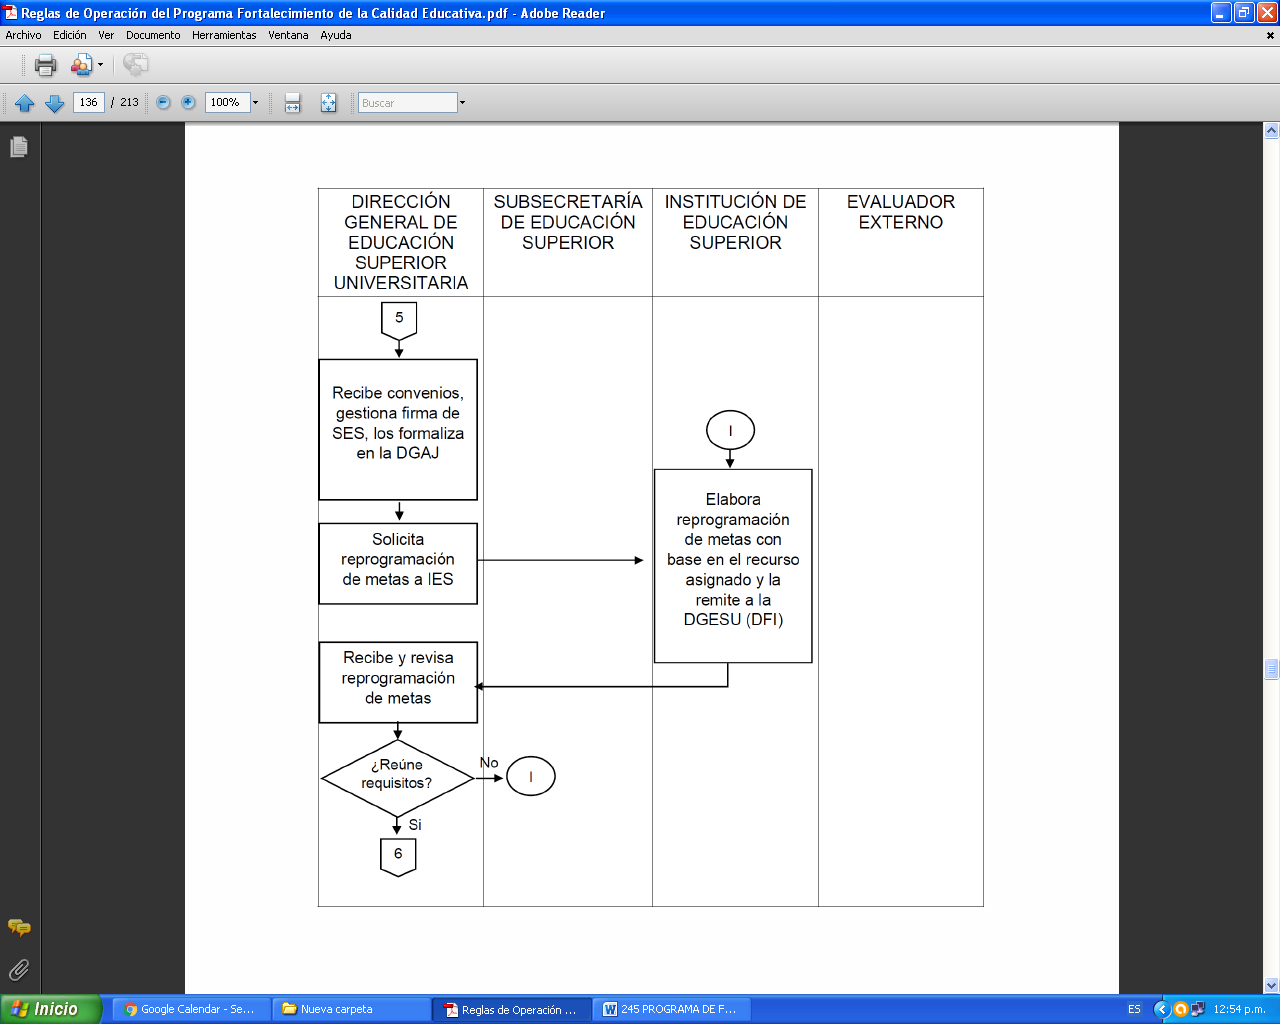 Reglas de Operación del Programa Fortalecimiento de la Calidad Educativa.pdf - Adobe Reader
Archivo Edición Ver Documento Herramientas Ventana Ayuda
136 / 213 100% Buscar
DIRECCIÓN
GENERAL DE
EDUCACIÓN
SUPERIOR
UNIVERSITARIA
SUBSECRETARÍA
DE EDUCACIÓN
SUPERIOR
INSTITUCIÓN DE
EDUCACIÓN
SUPERIOR
EVALUADOR
EXTERNO
5
Recibe convenios,
gestiona firma de
SES, los formaliza
en la DGAJ
Solicita
reprogramación
de metas a IES
I
Elabora
reprogramación
de metas con
base en el recurso
asignado y la
remite a la
DGESU (DFI)
Recibe y revisa
reprogramación
de metas
¿Reúne
requisitos?
No
I
Si
6
Inicio
Google Calendar - Se...
Nueva carpeta
Reglas de Operación ...
245 PROGRAMA DE F...
ES
12:54 p.m.